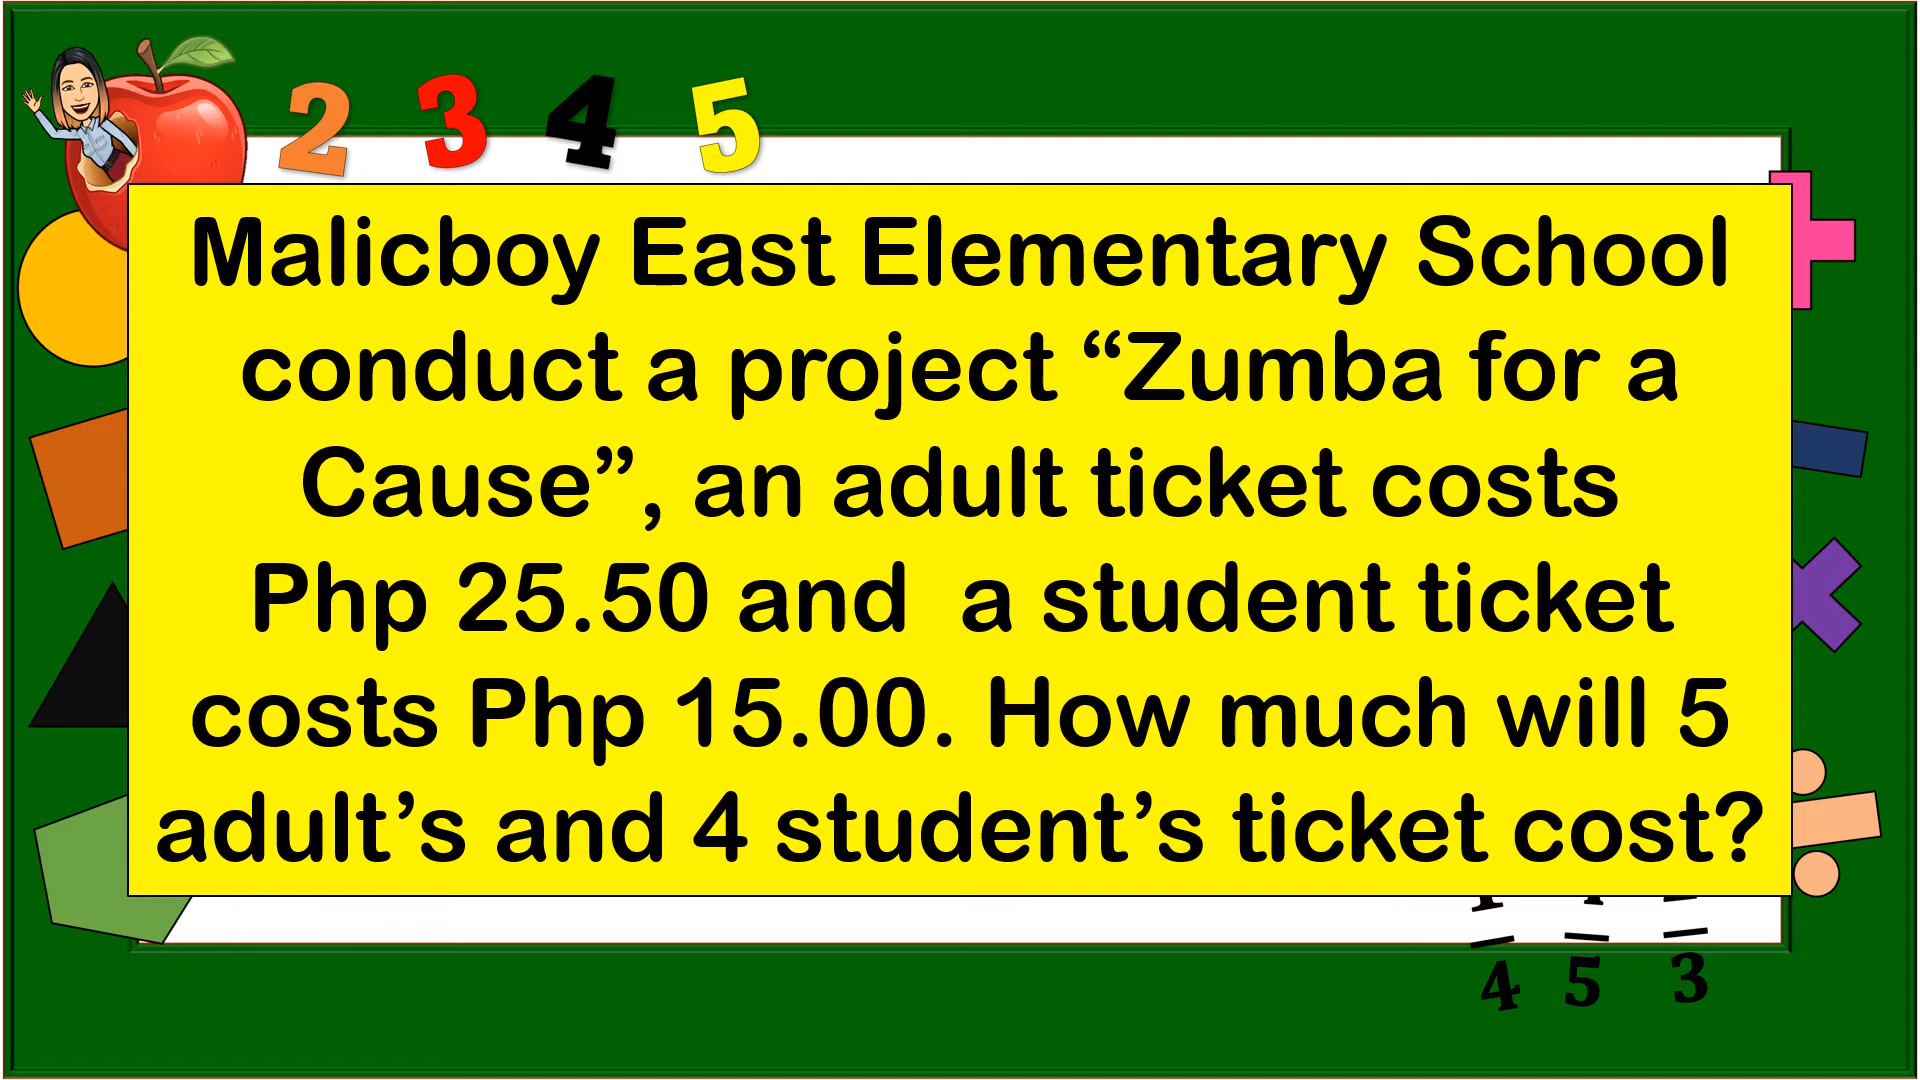 2 3 4 5
Malicboy East Elementary School
conduct a project “Zumba for a
Cause”, an adult ticket costs
Php 25.50 and  a student ticket
costs Php 15.00. How much will 5
adult’s and 4 student’s ticket cost?
4 5 3